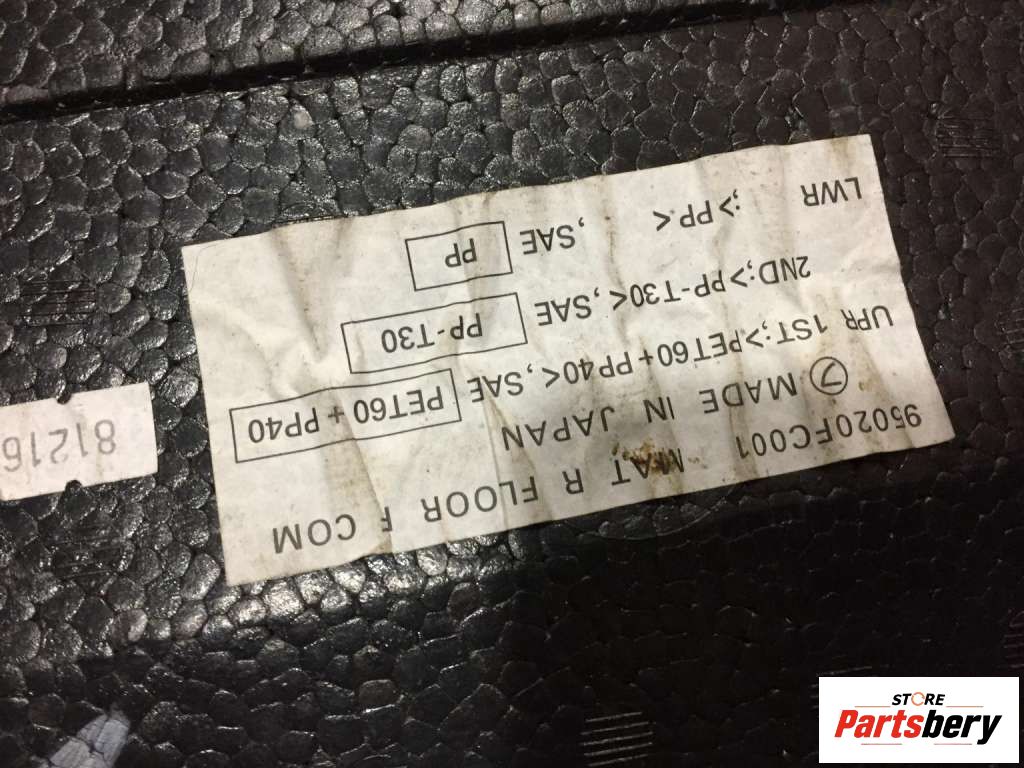 95020FC001 MAT R FLOOR F COM
⑦ MADE IN JAPAN
UPR 1ST:>PET60+PP40<,SAE PET60+PP40
2ND;>PP-T30<,SAE PP-T30
LWR ;>PP< ,SAE PP
81216
STORE
Partsbery